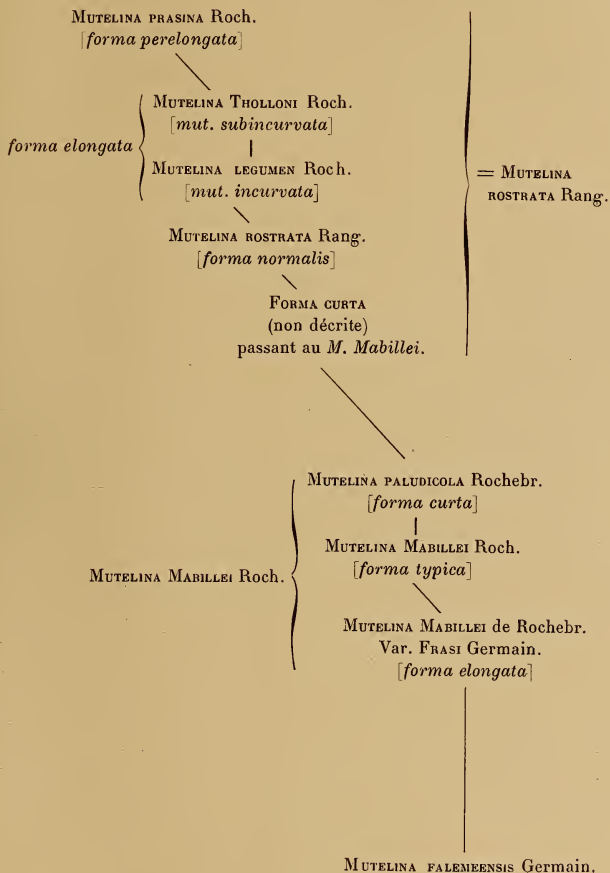 Mutelina prasina Roch.
[forma perelongata]
Mutelina Tholloni Roch.
[mut. subincurvata]
forma elongata
Mutelina legumen Roch.
[mut. incurvata]
= Mutelina
rostrata Rang.
Mutelina rostrata Rang.
[forma normalis]
Forma curta
(non décrite)
passant au M. Mabillei.
Mutelina paludicola Rochebr.
[forma curta]
Mutelina Mabillei Roch.
Mutelina Mabillei Roch.
[forma typica]
Mutelina Mabillei de Rochebr.
Var. Frasi Germain.
[forma elongata]
Mutelina falemeensis Germain.